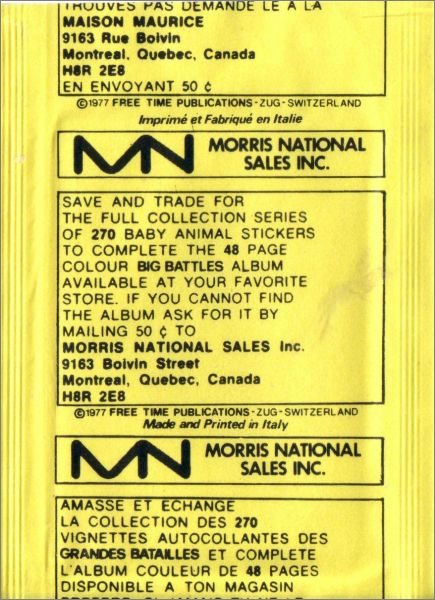 TROUVES PAS DEMANDE LE A LA
MAISON MAURICE
9163 Rue Boivin
Montreal, Quebec, Canada
H8R 2E8
EN ENVOYANT 50 ¢
©1977 FREE TIME PUBLICATIONS - ZUG - SWITZERLAND
Imprimé et Fabriqué en Italie
MN MORRIS NATIONAL
SALES INC.
SAVE AND TRADE FOR
THE FULL COLLECTION SERIES
OF 270 BABY ANIMAL STICKERS
TO COMPLETE THE 48 PAGE
COLOUR BIG BATTLES ALBUM
AVAILABLE AT YOUR FAVORITE
STORE. IF YOU CANNOT FIND
THE ALBUM ASK FOR IT BY
MAILING 50 ¢ TO
MORRIS NATIONAL SALES Inc.
9163 Boivin Street
Montreal, Quebec, Canada
H8R 2E8
©1977 FREE TIME PUBLICATIONS - ZUG - SWITZERLAND
Made and Printed in Italy
MN MORRIS NATIONAL
SALES INC.
AMASSE ET ECHANGE
LA COLLECTION DES 270
VIGNETTES AUTOCOLLANTES DES
GRANDES BATAILLES ET COMPLETE
L'ALBUM COULEUR DE 48 PAGES
DISPONIBLE A TON MAGASIN